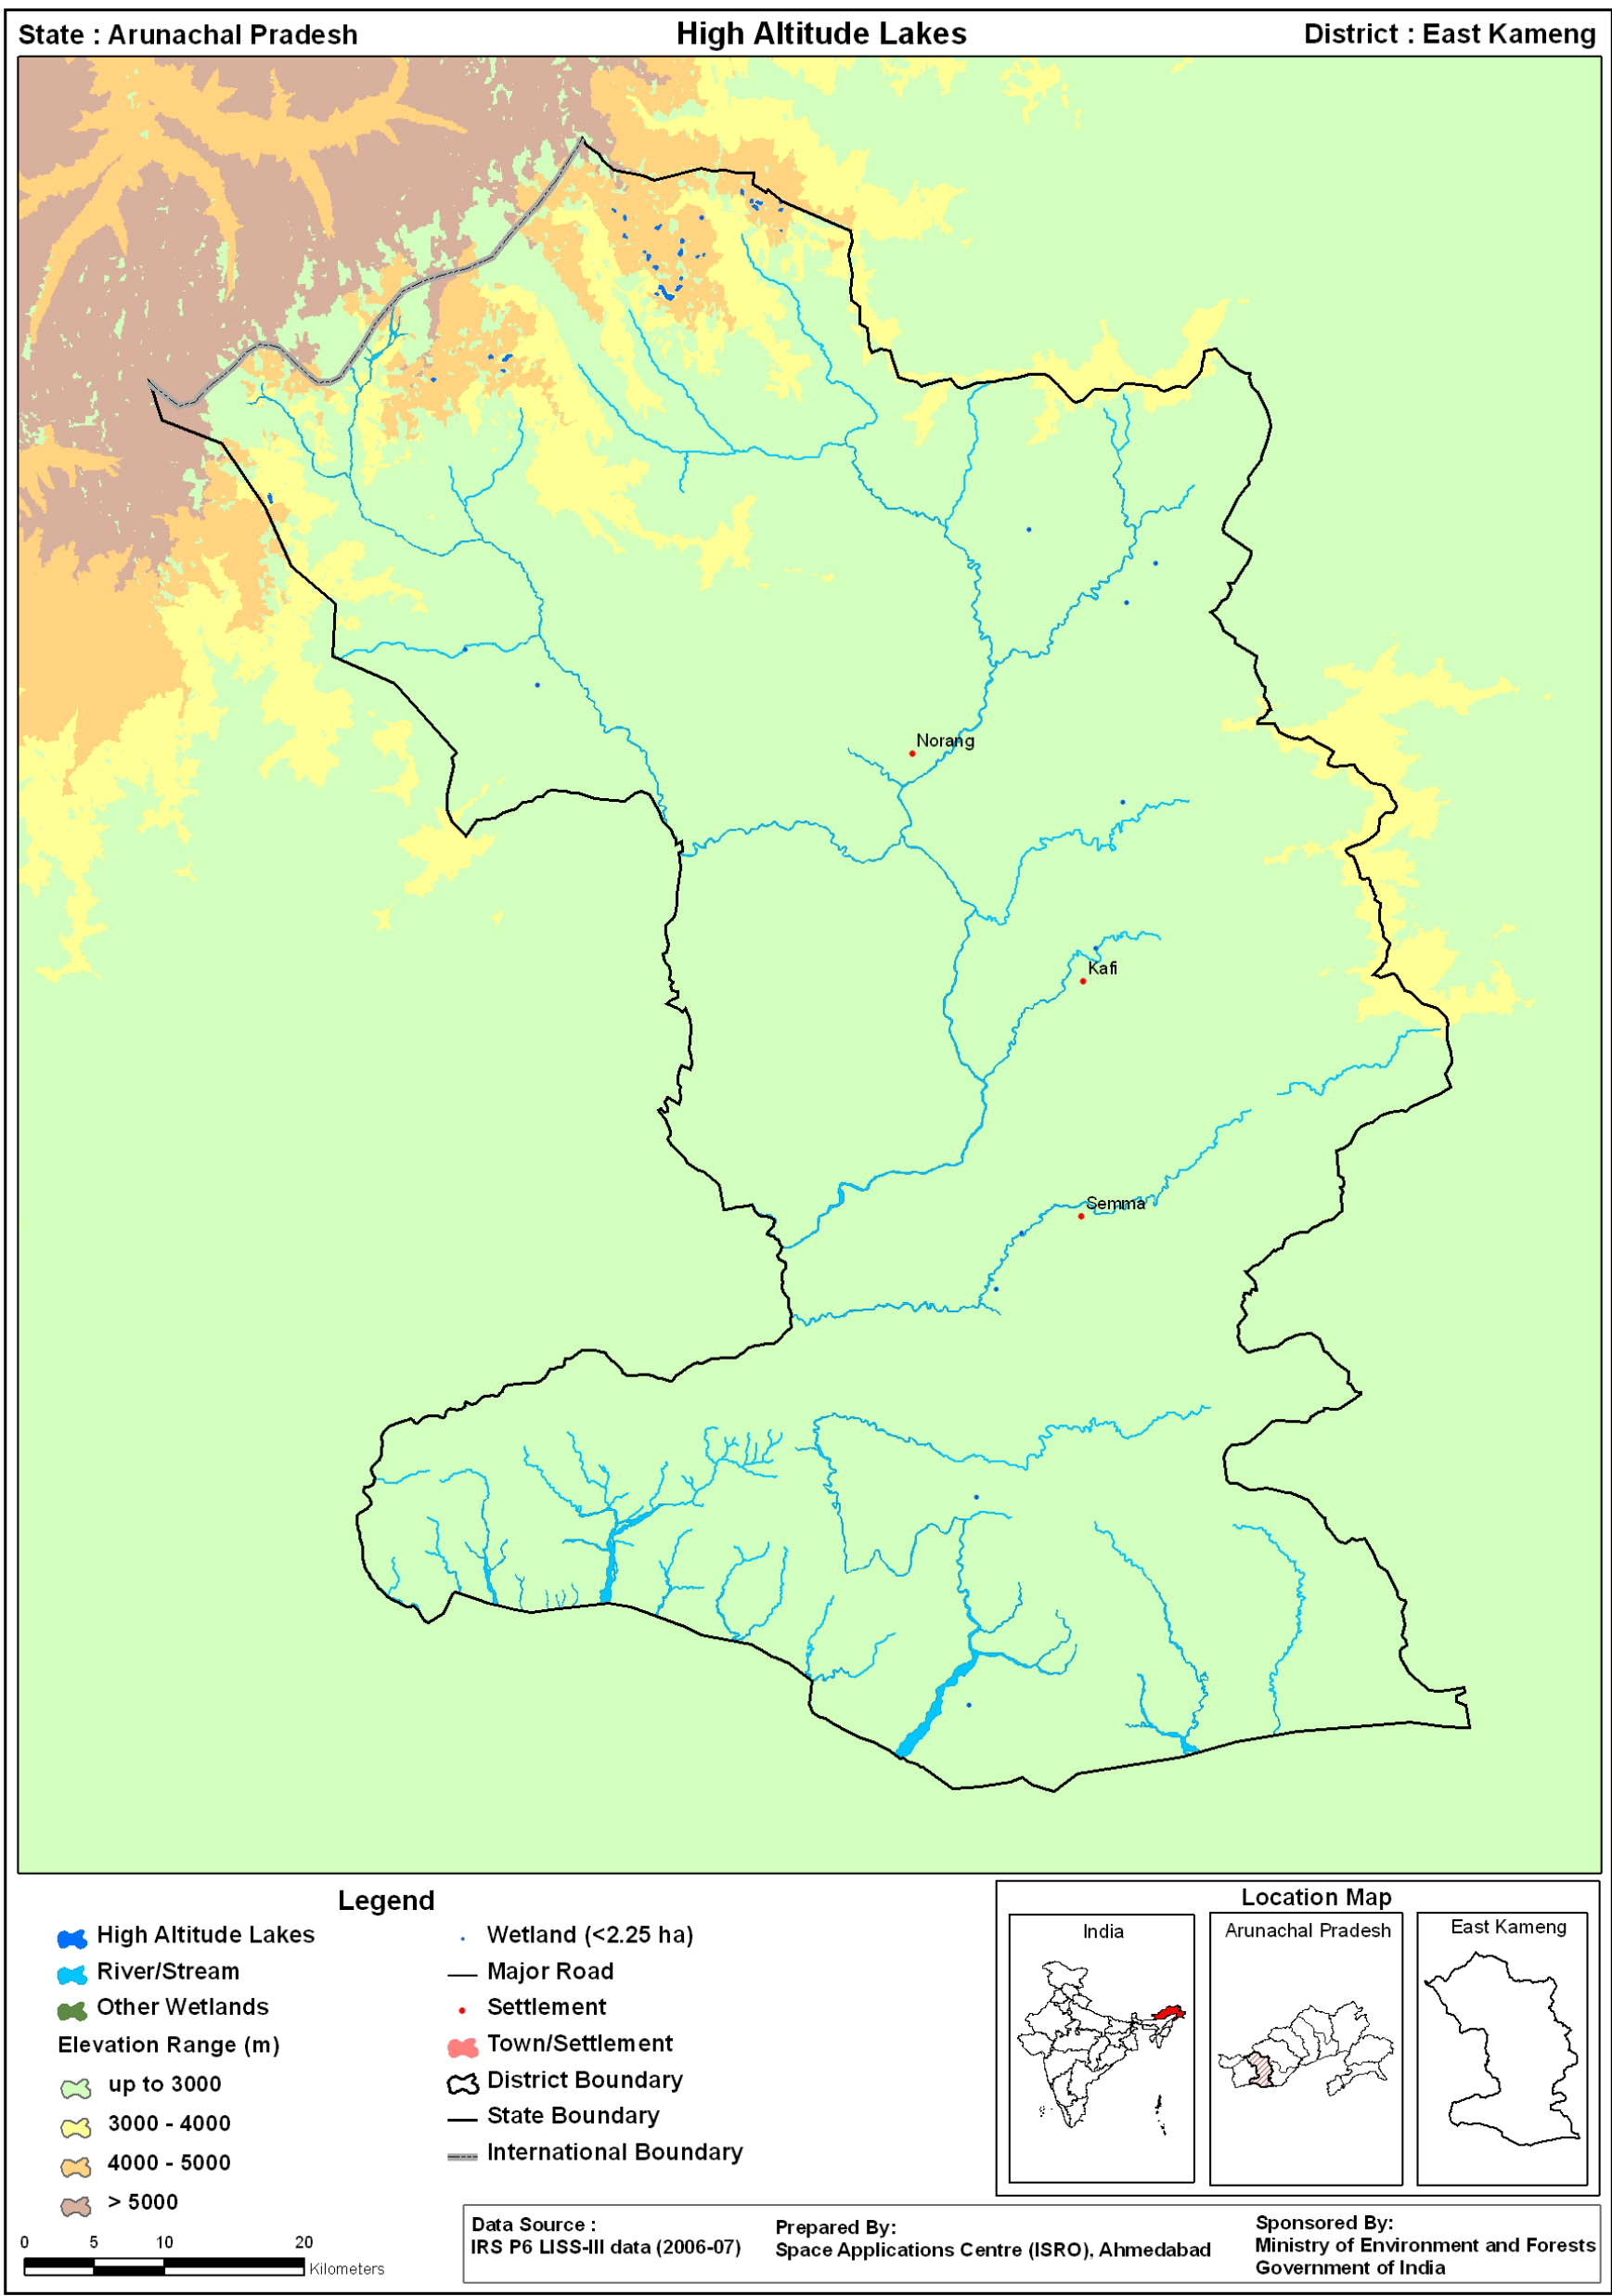 State : Arunachal Pradesh
High Altitude Lakes
District : East Kameng
Norang
Kafi
Semma
Legend
High Altitude Lakes
River/Stream
Other Wetlands
Elevation Range (m)
up to 3000
3000 - 4000
4000 - 5000
> 5000
Wetland (<2.25 ha)
Major Road
Settlement
Town/Settlement
District Boundary
State Boundary
International Boundary
Location Map
India
Arunachal Pradesh
East Kameng
0 5 10 20
Kilometers
Data Source :
IRS P6 LISS-III data (2006-07)
Prepared By:
Space Applications Centre (ISRO), Ahmedabad
Sponsored By:
Ministry of Environment and Forests
Government of India